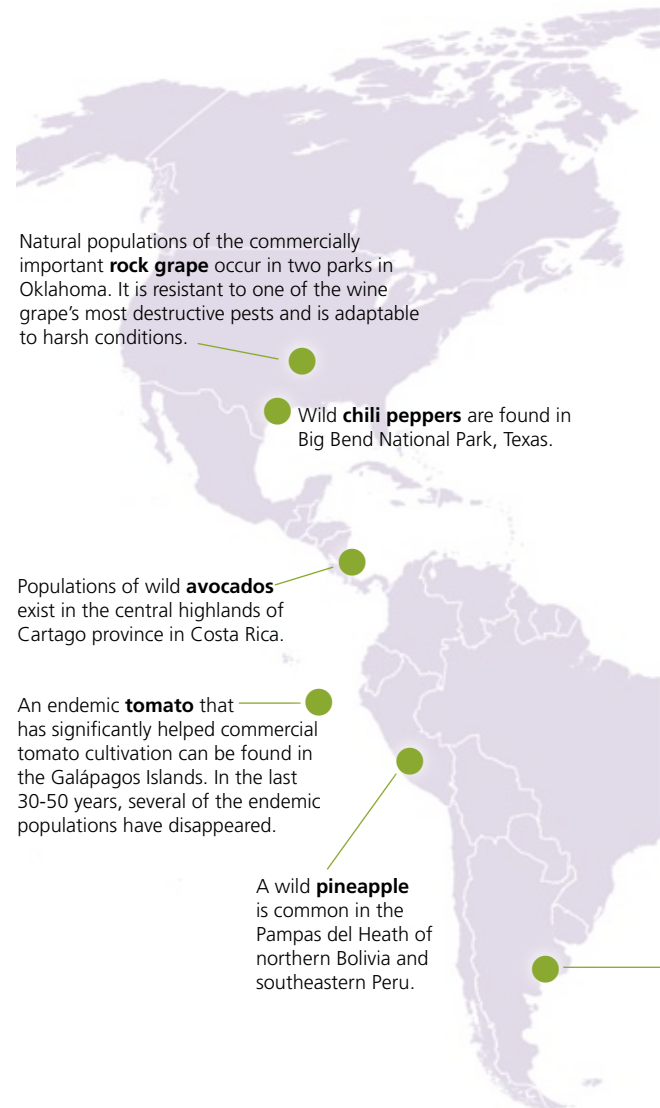 Natural populations of the commercially
important rock grape occur in two parks in
Oklahoma. It is resistant to one of the wine
grape’s most destructive pests and is adaptable
to harsh conditions.
Wild chili peppers are found in
Big Bend National Park, Texas.
Populations of wild avocados
exist in the central highlands of
Cartago province in Costa Rica.
An endemic tomato that
has significantly helped commercial
tomato cultivation can be found in
the Galápagos Islands. In the last
30-50 years, several of the endemic
populations have disappeared.
A wild pineapple
is common in the
Pampas del Heath of
northern Bolivia and
southeastern Peru.